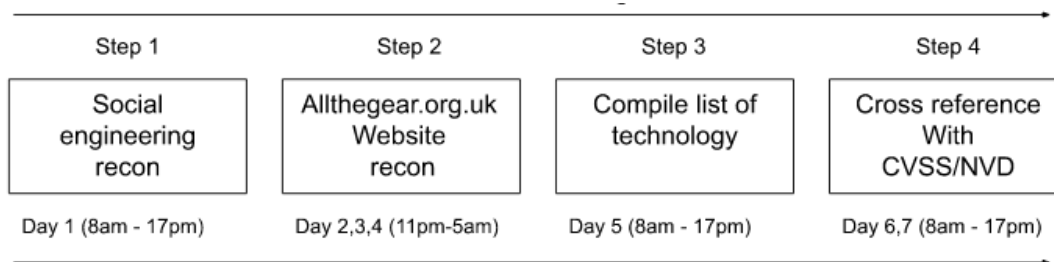 Step 1
Step 2
Step 3
Step 4
Social
engineering
recon
Allthegear.org.uk
Website
recon
Compile list of
technology
Cross reference
With
CVSS/NVD
Day 1 (8am - 17pm)
Day 2,3,4 (11pm-5am)
Day 5 (8am - 17pm)
Day 6,7 (8am - 17pm)